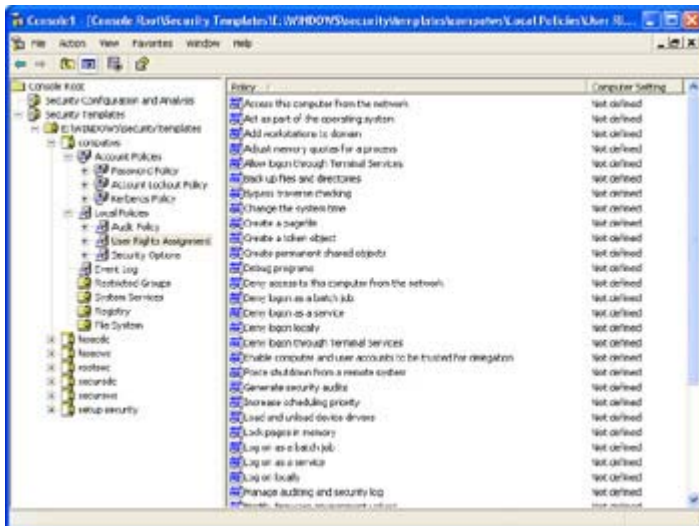 Console1 - [Console Root\Security Templates\E:\WINDOWS\security\templates\compatws\Local Policies\User Ri...
File Action View Favorites Window Help
Console Root
Security Configuration and Analysis
Security Templates
E:\WINDOWS\security\templates
compatws
Account Policies
Password Policy
Account Lockout Policy
Kerberos Policy
Local Policies
Audit Policy
User Rights Assignment
Security Options
Event Log
Restricted Groups
System Services
Registry
File System
hisecdc
hisecws
rootsec
securedc
securews
setup security
Policy Computer Setting
Access this computer from the network Not defined
Act as part of the operating system Not defined
Add workstations to domain Not defined
Adjust memory quotas for a process Not defined
Allow logon through Terminal Services Not defined
Back up files and directories Not defined
Bypass traverse checking Not defined
Change the system time Not defined
Create a pagefile Not defined
Create a token object Not defined
Create permanent shared objects Not defined
Debug programs Not defined
Deny access to this computer from the network Not defined
Deny logon as a batch job Not defined
Deny logon as a service Not defined
Deny logon locally Not defined
Deny logon through Terminal Services Not defined
Enable computer and user accounts to be trusted for delegation Not defined
Force shutdown from a remote system Not defined
Generate security audits Not defined
Increase scheduling priority Not defined
Load and unload device drivers Not defined
Lock pages in memory Not defined
Log on as a batch job Not defined
Log on as a service Not defined
Log on locally Not defined
Manage auditing and security log Not defined